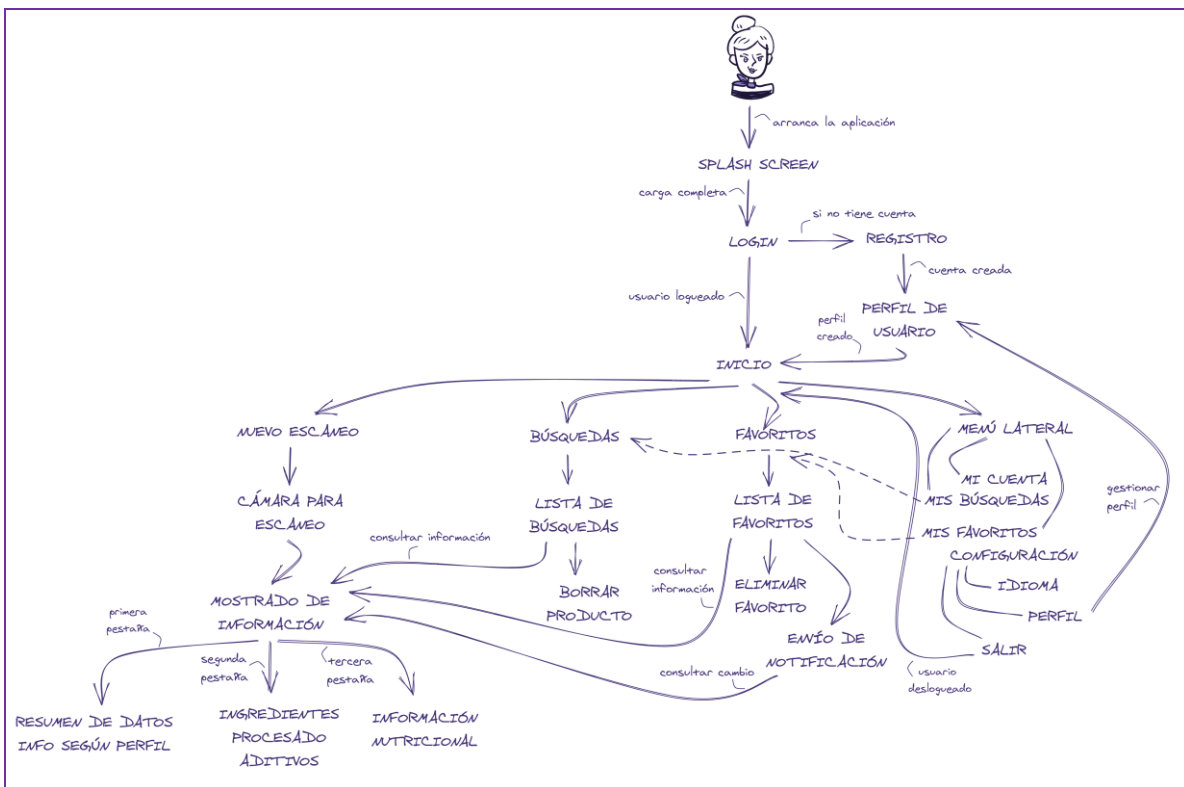 arranca la aplicación
SPLASH SCREEN
carga completa
si no tiene cuenta
LOGIN
REGISTRO
cuenta creada
usuario logueado
PERFIL DE
USUARIO
perfil
creado
INICIO
NUEVO ESCANEO
BÚSQUEDAS
FAVORITOS
MENÚ LATERAL
MI CUENTA
MIS BÚSQUEDAS
gestionar
perfil
CÁMARA PARA
ESCANEO
LISTA DE
BÚSQUEDAS
LISTA DE
FAVORITOS
MIS FAVORITOS
CONFIGURACIÓN
IDIOMA
PERFIL
SALIR
consultar información
consultar
información
BORRAR
PRODUCTO
ELIMINAR
FAVORITO
MOSTRADO DE
INFORMACIÓN
ENVÍO DE
NOTIFICACIÓN
primera
pestaña
segunda
pestaña
tercera
pestaña
consultar cambio
usuario
deslogueado
RESUMEN DE DATOS
INFO SEGÚN PERFIL
INGREDIENTES
PROCESADO
ADITIVOS
INFORMACIÓN
NUTRICIONAL